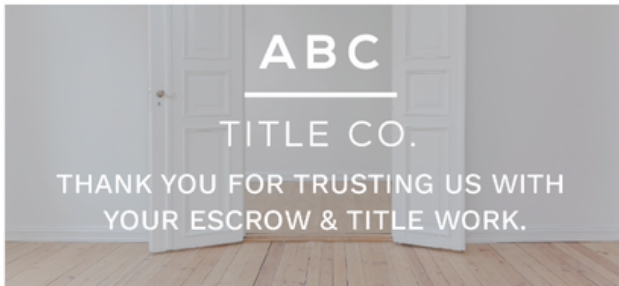 ABC
TITLE CO.
THANK YOU FOR TRUSTING US WITH
YOUR ESCROW & TITLE WORK.